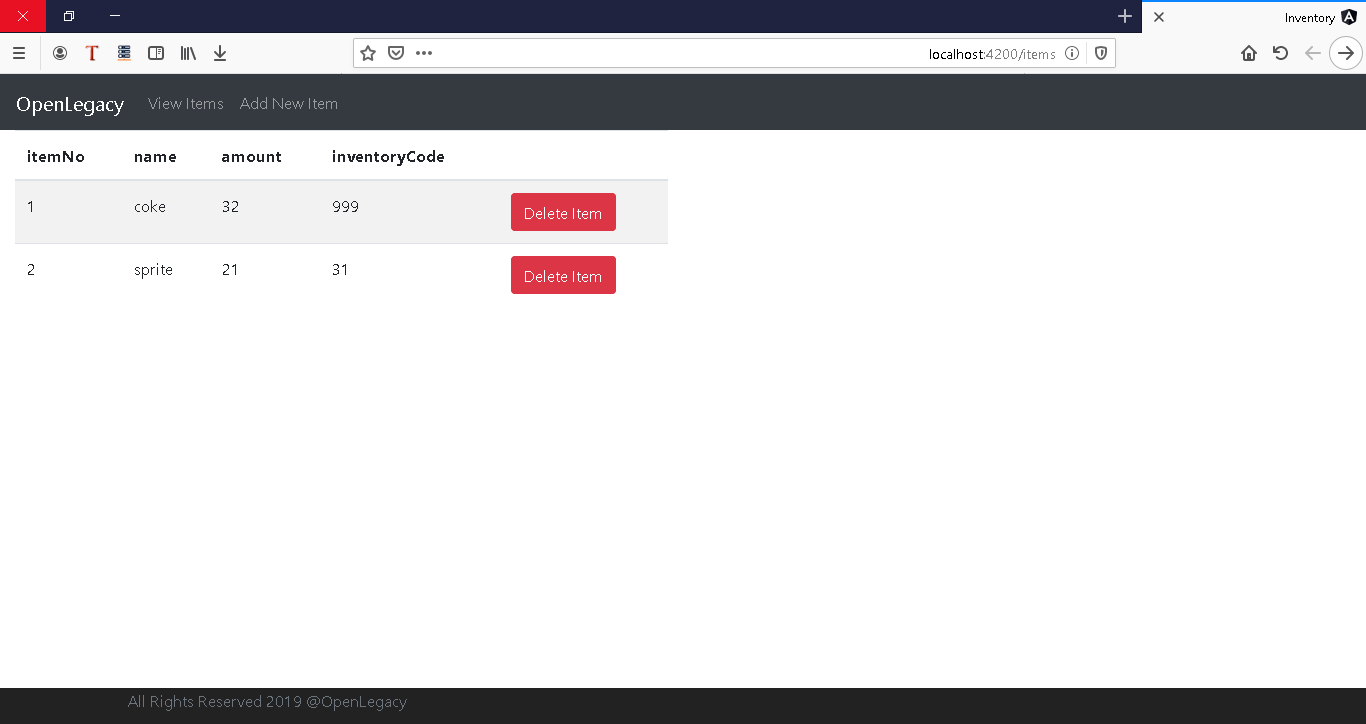 Inventory
localhost:4200/items
OpenLegacy View Items Add New Item
itemNo name amount inventoryCode
1 coke 32 999 Delete Item
2 sprite 21 31 Delete Item
All Rights Reserved 2019 @OpenLegacy